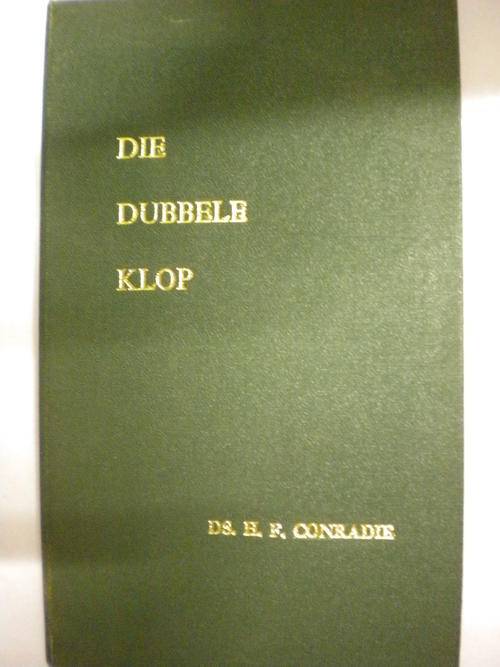 DIE
DUBBELE
KLOP
DS. H. F. CONRADIE